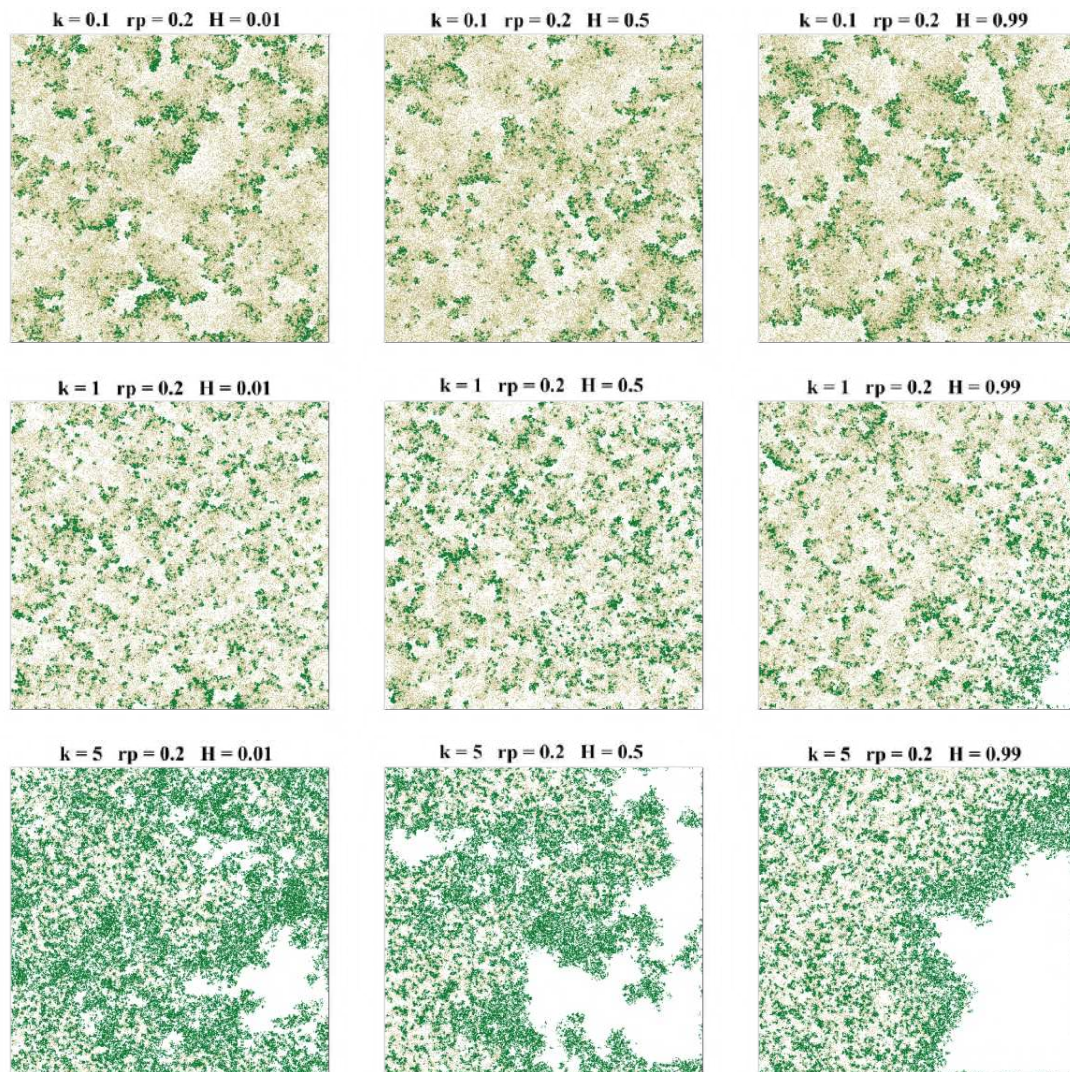 k = 0.1 rp = 0.2 H = 0.01
k = 0.1 rp = 0.2 H = 0.5
k = 0.1 rp = 0.2 H = 0.99
k = 1 rp = 0.2 H = 0.01
k = 1 rp = 0.2 H = 0.5
k = 1 rp = 0.2 H = 0.99
k = 5 rp = 0.2 H = 0.01
k = 5 rp = 0.2 H = 0.5
k = 5 rp = 0.2 H = 0.99